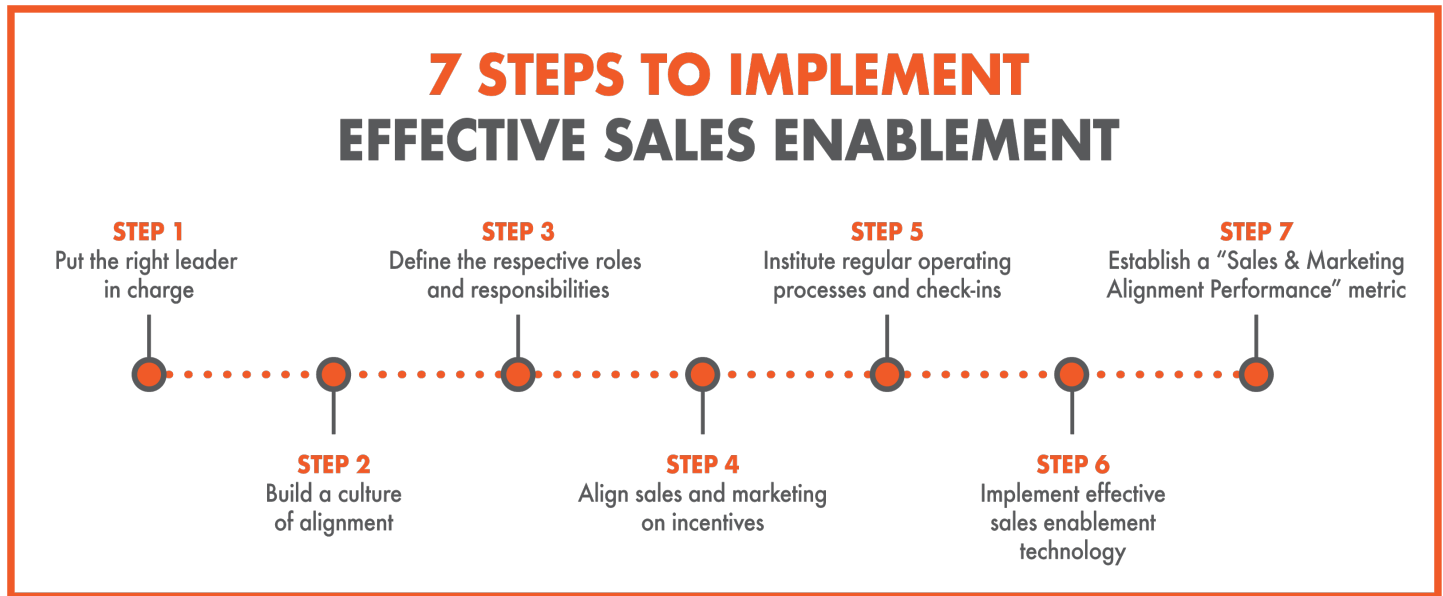 7 STEPS TO IMPLEMENT
EFFECTIVE SALES ENABLEMENT
STEP 1
Put the right leader
in charge
STEP 2
Build a culture
of alignment
STEP 3
Define the respective roles
and responsibilities
STEP 4
Align sales and marketing
on incentives
STEP 5
Institute regular operating
processes and check-ins
STEP 6
Implement effective
sales enablement
technology
STEP 7
Establish a “Sales & Marketing
Alignment Performance” metric